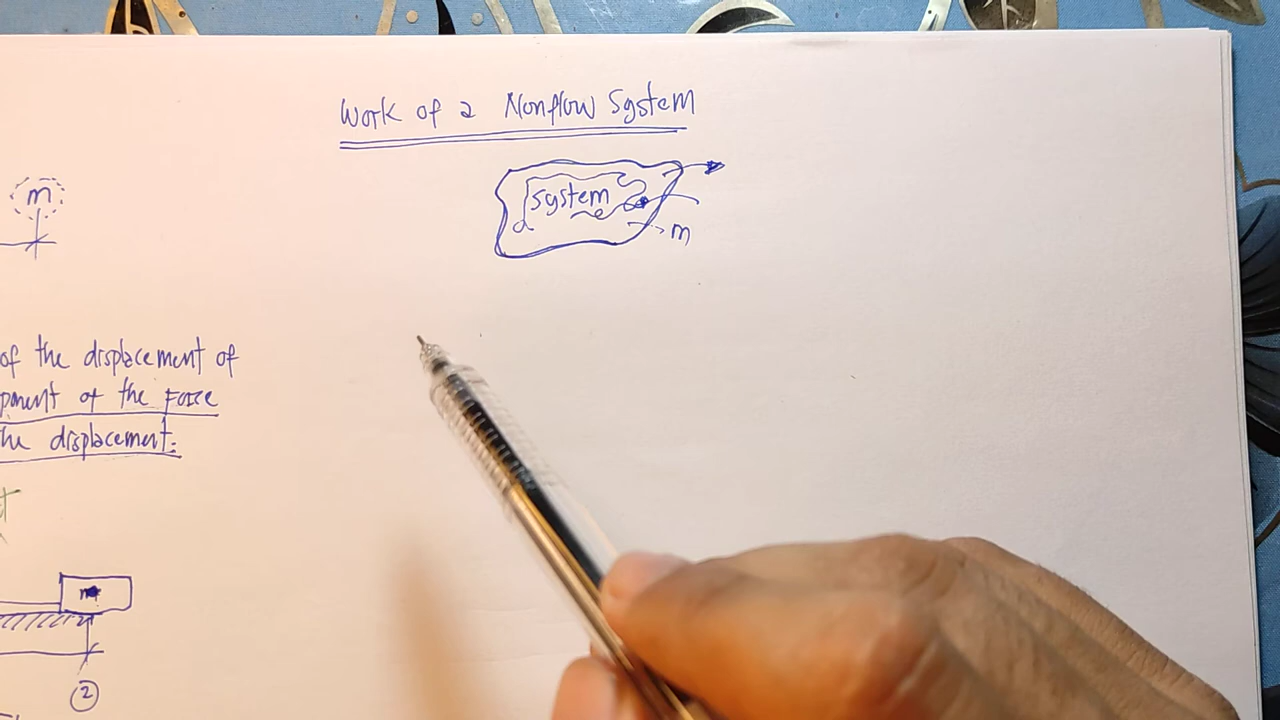 Work of a Nonflow System
system
m
m
of the displacement of
ponent of the Force
the displacement.
m
2